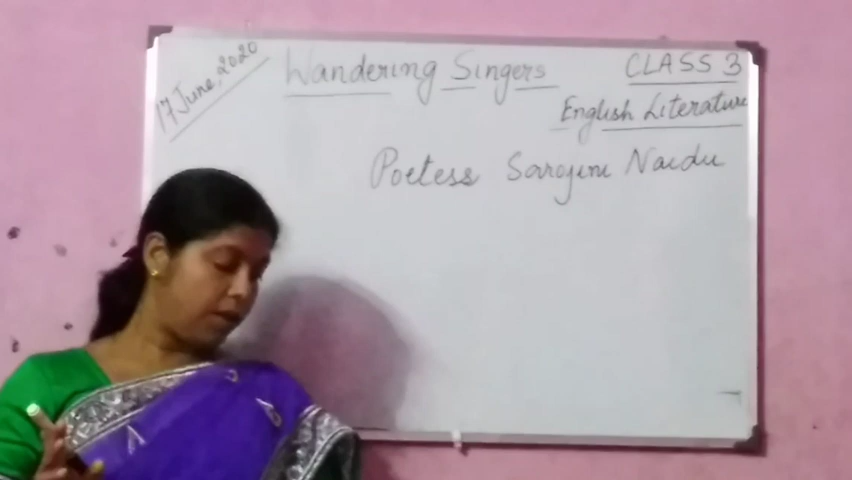 17 June, 2020
Wandering Singers
CLASS 3
English Literature
Poetess Sarojini Naidu